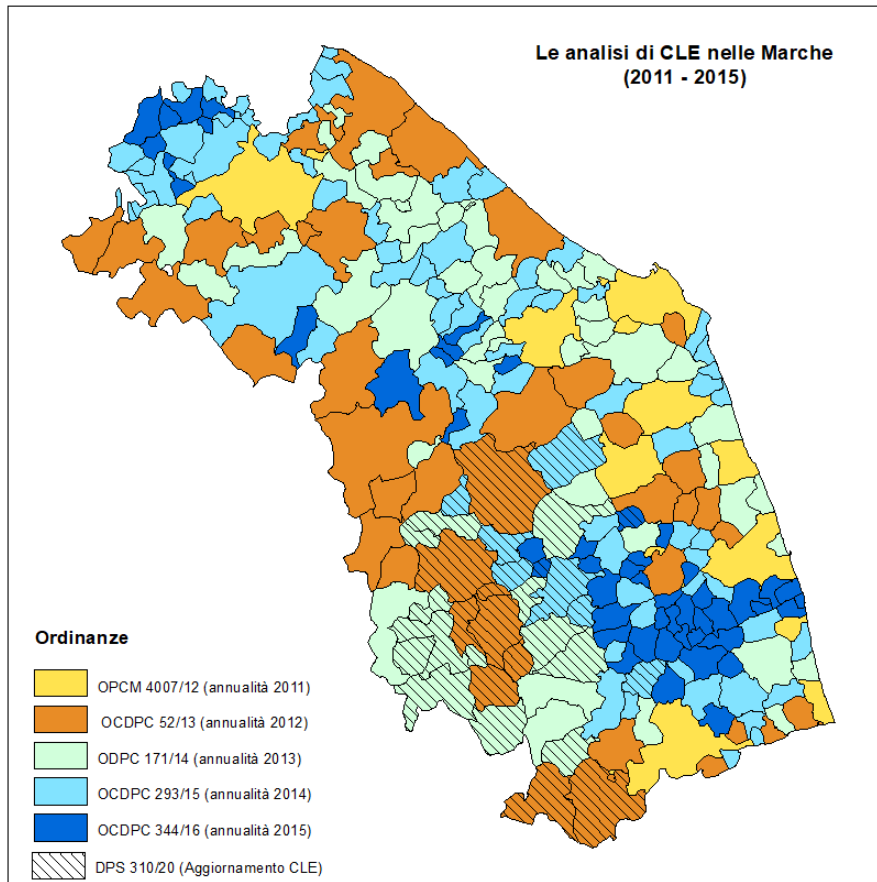 Le analisi di CLE nelle Marche
(2011 - 2015)
Ordinanze
OPCM 4007/12 (annualità 2011)
OCDPC 52/13 (annualità 2012)
ODPC 171/14 (annualità 2013)
OCDPC 293/15 (annualità 2014)
OCDPC 344/16 (annualità 2015)
DPS 310/20 (Aggiornamento CLE)